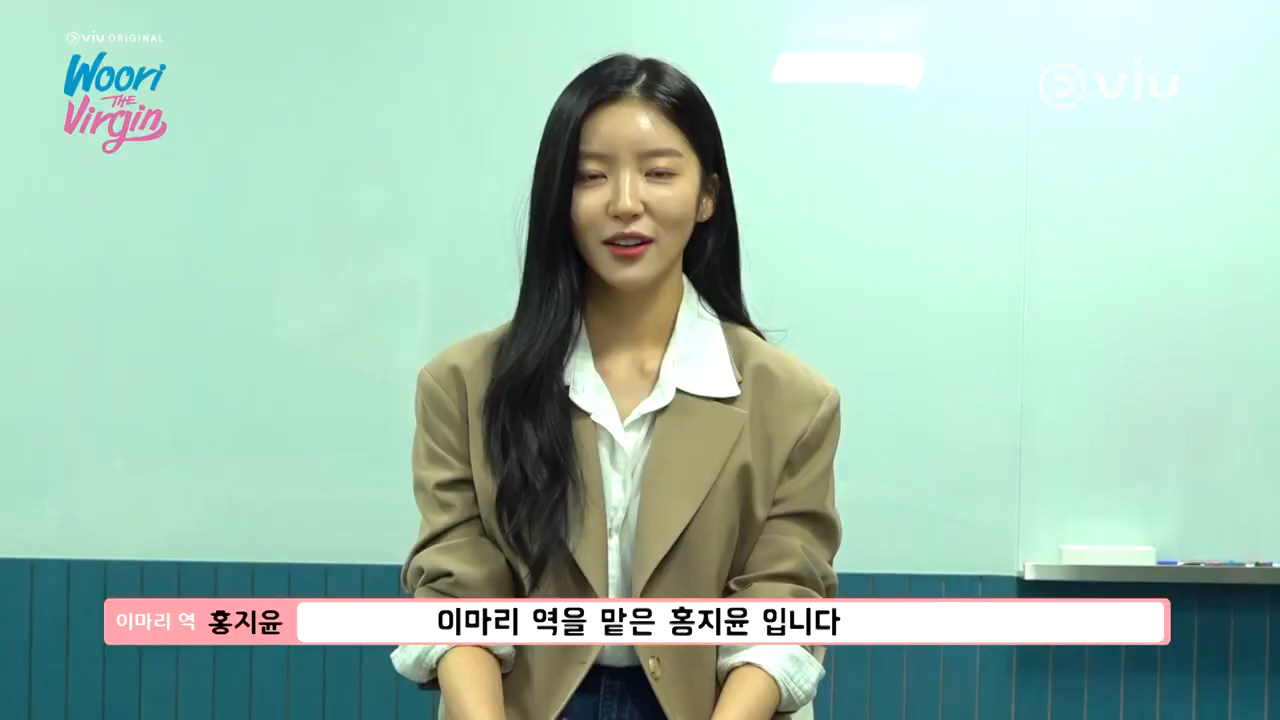 viu ORIGINAL
Woori
THE
Virgin
viu
이마리 역 홍지윤
이마리 역을 맡은 홍지윤 입니다